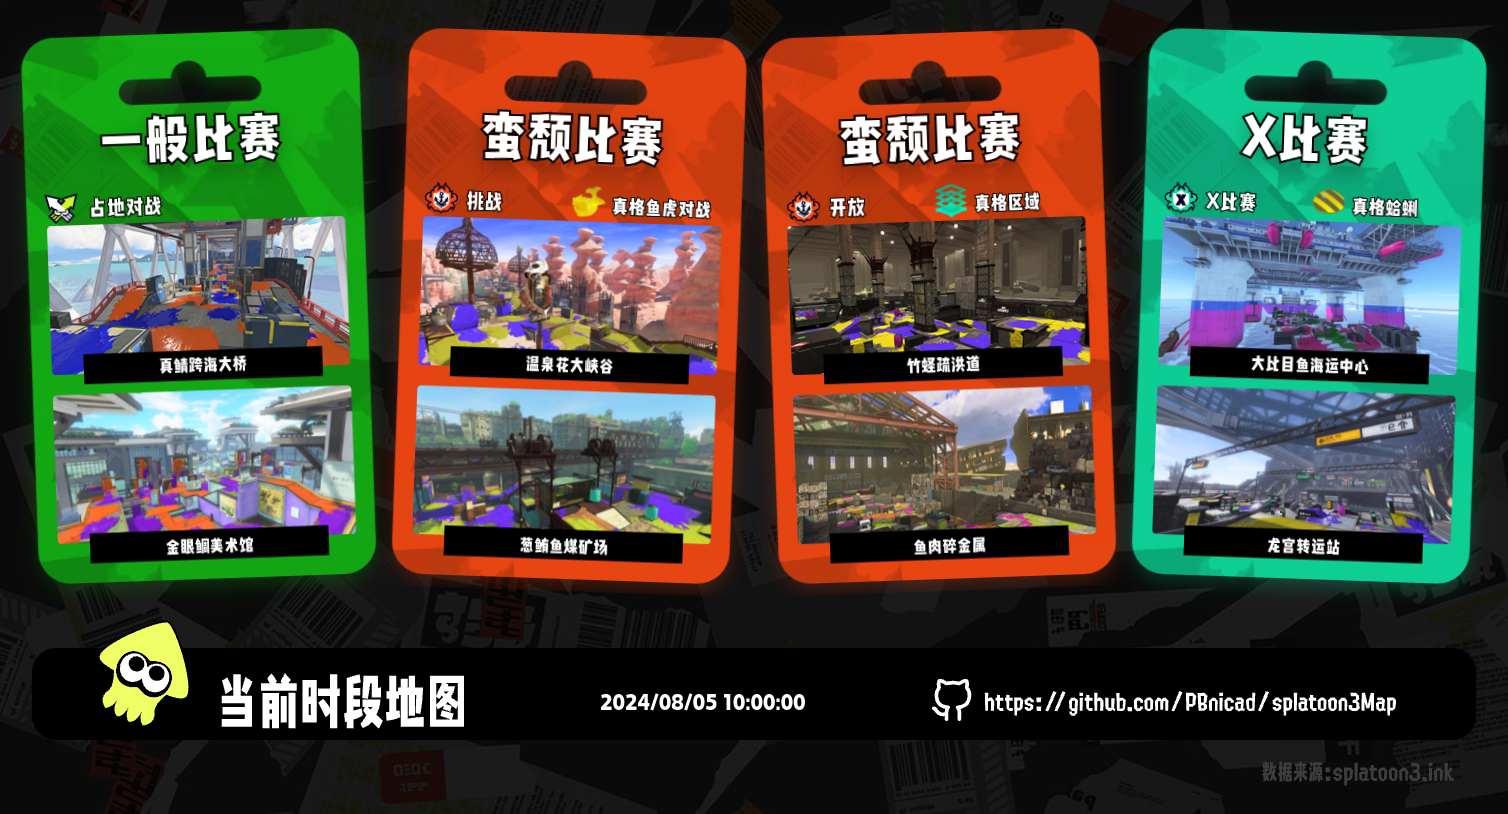 一般比赛
占地对战
真鲭跨海大桥
金眼鲷美术馆
蛮颓比赛
挑战
真格鱼虎对战
温泉花大峡谷
葱鲔鱼煤矿场
蛮颓比赛
开放
真格区域
竹蛏疏洪道
鱼肉碎金属
X比赛
X比赛
真格蛤蜊
大比目鱼海运中心
龙宫转运站
当前时段地图
2024/08/05 10:00:00
https://github.com/PBnicad/splatoon3Map
数据来源:splatoon3.ink